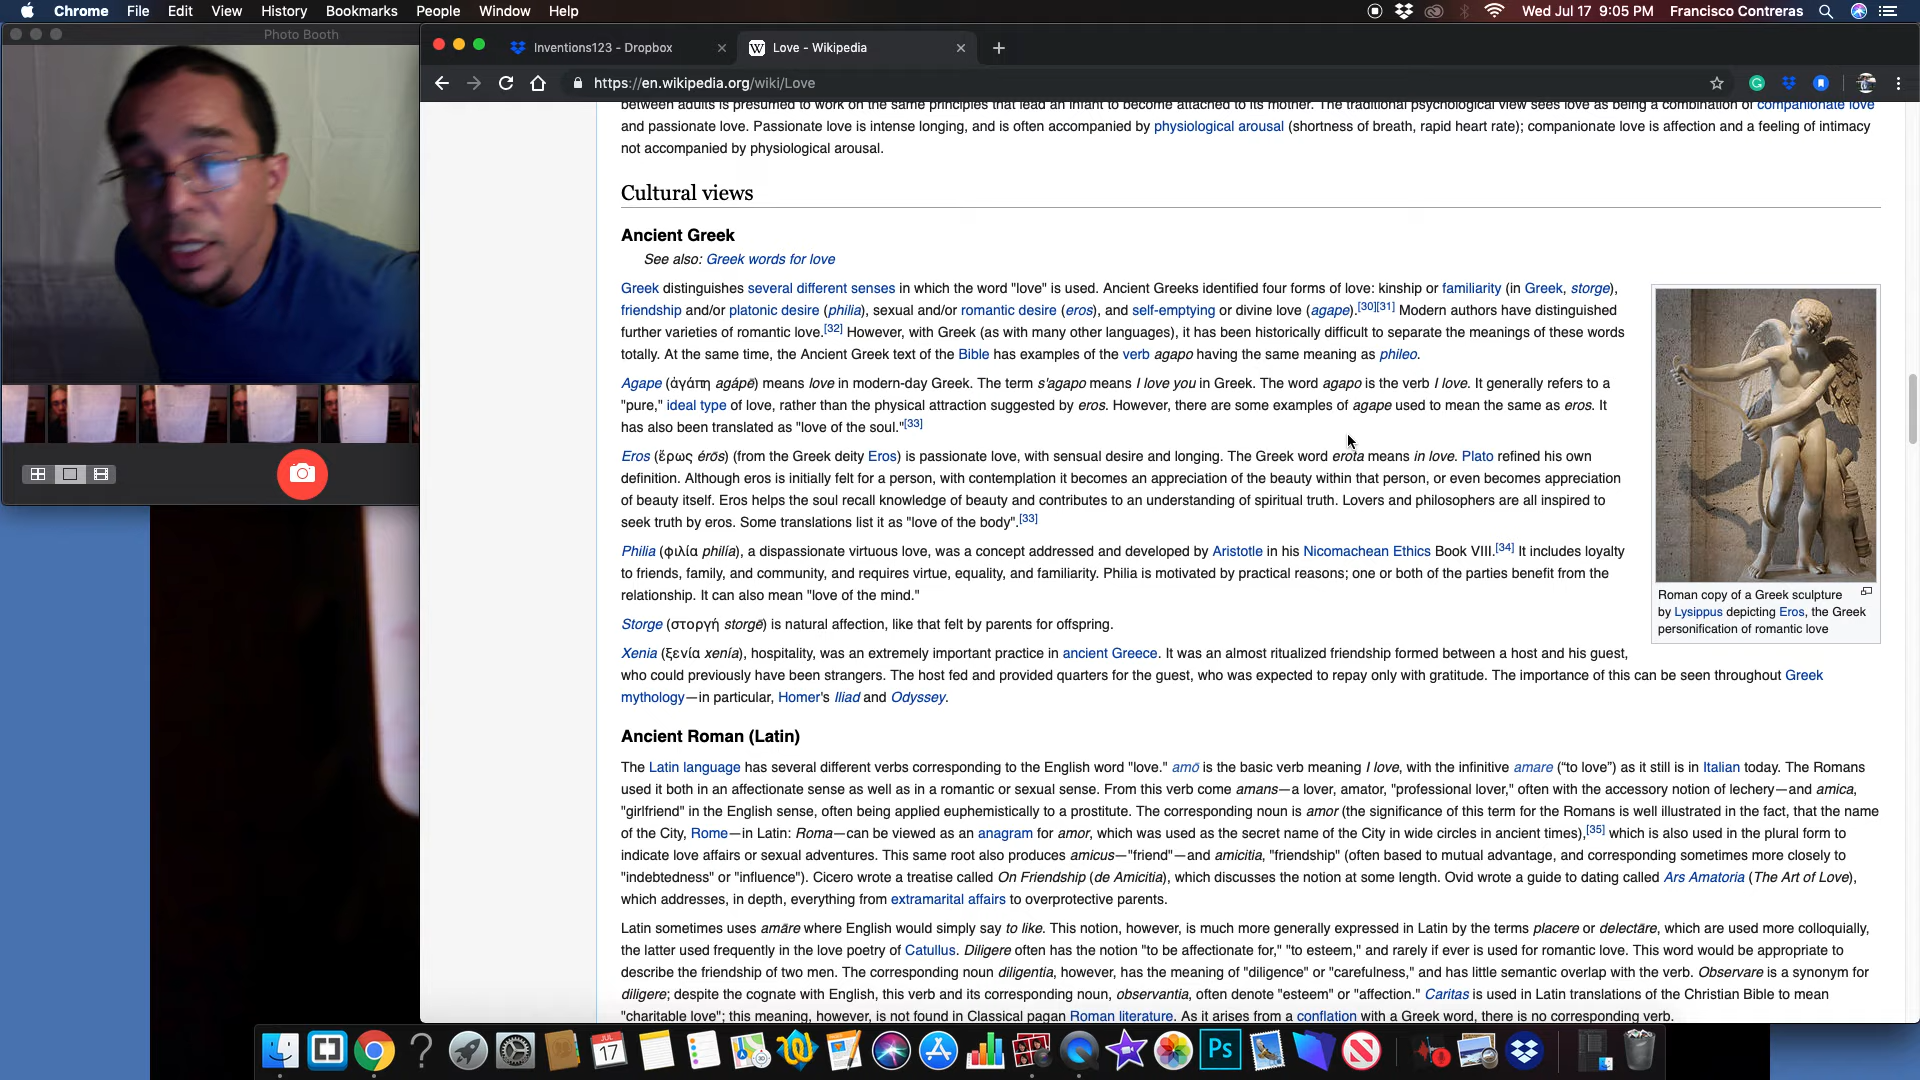 Chrome File Edit View History Bookmarks People Window Help
Wed Jul 17 9:05 PM Francisco Contreras
Photo Booth
Inventions123 - Dropbox
Love - Wikipedia
https://en.wikipedia.org/wiki/Love
between adults is presumed to work on the same principles that lead an infant to become attached to its mother. The traditional psychological view sees love as being a combination of companionate love
and passionate love. Passionate love is intense longing, and is often accompanied by physiological arousal (shortness of breath, rapid heart rate); companionate love is affection and a feeling of intimacy
not accompanied by physiological arousal.
Cultural views
Ancient Greek
See also: Greek words for love
Greek distinguishes several different senses in which the word "love" is used. Ancient Greeks identified four forms of love: kinship or familiarity (in Greek, storge),
friendship and/or platonic desire (philia), sexual and/or romantic desire (eros), and self-emptying or divine love (agape).[30][31] Modern authors have distinguished
further varieties of romantic love.[32] However, with Greek (as with many other languages), it has been historically difficult to separate the meanings of these words
totally. At the same time, the Ancient Greek text of the Bible has examples of the verb agapo having the same meaning as phileo.
Agape (ἀγάπη agápē) means love in modern-day Greek. The term s'agapo means I love you in Greek. The word agapo is the verb I love. It generally refers to a
"pure," ideal type of love, rather than the physical attraction suggested by eros. However, there are some examples of agape used to mean the same as eros. It
has also been translated as "love of the soul."[33]
Eros (ἔρως érōs) (from the Greek deity Eros) is passionate love, with sensual desire and longing. The Greek word erota means in love. Plato refined his own
definition. Although eros is initially felt for a person, with contemplation it becomes an appreciation of the beauty within that person, or even becomes appreciation
of beauty itself. Eros helps the soul recall knowledge of beauty and contributes to an understanding of spiritual truth. Lovers and philosophers are all inspired to
seek truth by eros. Some translations list it as "love of the body".[33]
Philia (φιλία philía), a dispassionate virtuous love, was a concept addressed and developed by Aristotle in his Nicomachean Ethics Book VIII.[34] It includes loyalty
to friends, family, and community, and requires virtue, equality, and familiarity. Philia is motivated by practical reasons; one or both of the parties benefit from the
relationship. It can also mean "love of the mind."
Storge (στοργή storgē) is natural affection, like that felt by parents for offspring.
Xenia (ξενία xenía), hospitality, was an extremely important practice in ancient Greece. It was an almost ritualized friendship formed between a host and his guest,
who could previously have been strangers. The host fed and provided quarters for the guest, who was expected to repay only with gratitude. The importance of this can be seen throughout Greek
mythology—in particular, Homer's Iliad and Odyssey.
Roman copy of a Greek sculpture
by Lysippus depicting Eros, the Greek
personification of romantic love
Ancient Roman (Latin)
The Latin language has several different verbs corresponding to the English word "love." amō is the basic verb meaning I love, with the infinitive amare (“to love”) as it still is in Italian today. The Romans
used it both in an affectionate sense as well as in a romantic or sexual sense. From this verb come amans—a lover, amator, "professional lover," often with the accessory notion of lechery—and amica,
"girlfriend" in the English sense, often being applied euphemistically to a prostitute. The corresponding noun is amor (the significance of this term for the Romans is well illustrated in the fact, that the name
of the City, Rome—in Latin: Roma—can be viewed as an anagram for amor, which was used as the secret name of the City in wide circles in ancient times),[35] which is also used in the plural form to
indicate love affairs or sexual adventures. This same root also produces amicus—"friend"—and amicitia, "friendship" (often based to mutual advantage, and corresponding sometimes more closely to
"indebtedness" or "influence"). Cicero wrote a treatise called On Friendship (de Amicitia), which discusses the notion at some length. Ovid wrote a guide to dating called Ars Amatoria (The Art of Love),
which addresses, in depth, everything from extramarital affairs to overprotective parents.
Latin sometimes uses amāre where English would simply say to like. This notion, however, is much more generally expressed in Latin by the terms placere or delectāre, which are used more colloquially,
the latter used frequently in the love poetry of Catullus. Diligere often has the notion "to be affectionate for," "to esteem," and rarely if ever is used for romantic love. This word would be appropriate to
describe the friendship of two men. The corresponding noun diligentia, however, has the meaning of "diligence" or "carefulness," and has little semantic overlap with the verb. Observare is a synonym for
diligere; despite the cognate with English, this verb and its corresponding noun, observantia, often denote "esteem" or "affection." Caritas is used in Latin translations of the Christian Bible to mean
"charitable love"; this meaning, however, is not found in Classical pagan Roman literature. As it arises from a conflation with a Greek word, there is no corresponding verb.
JUL
17
Ps